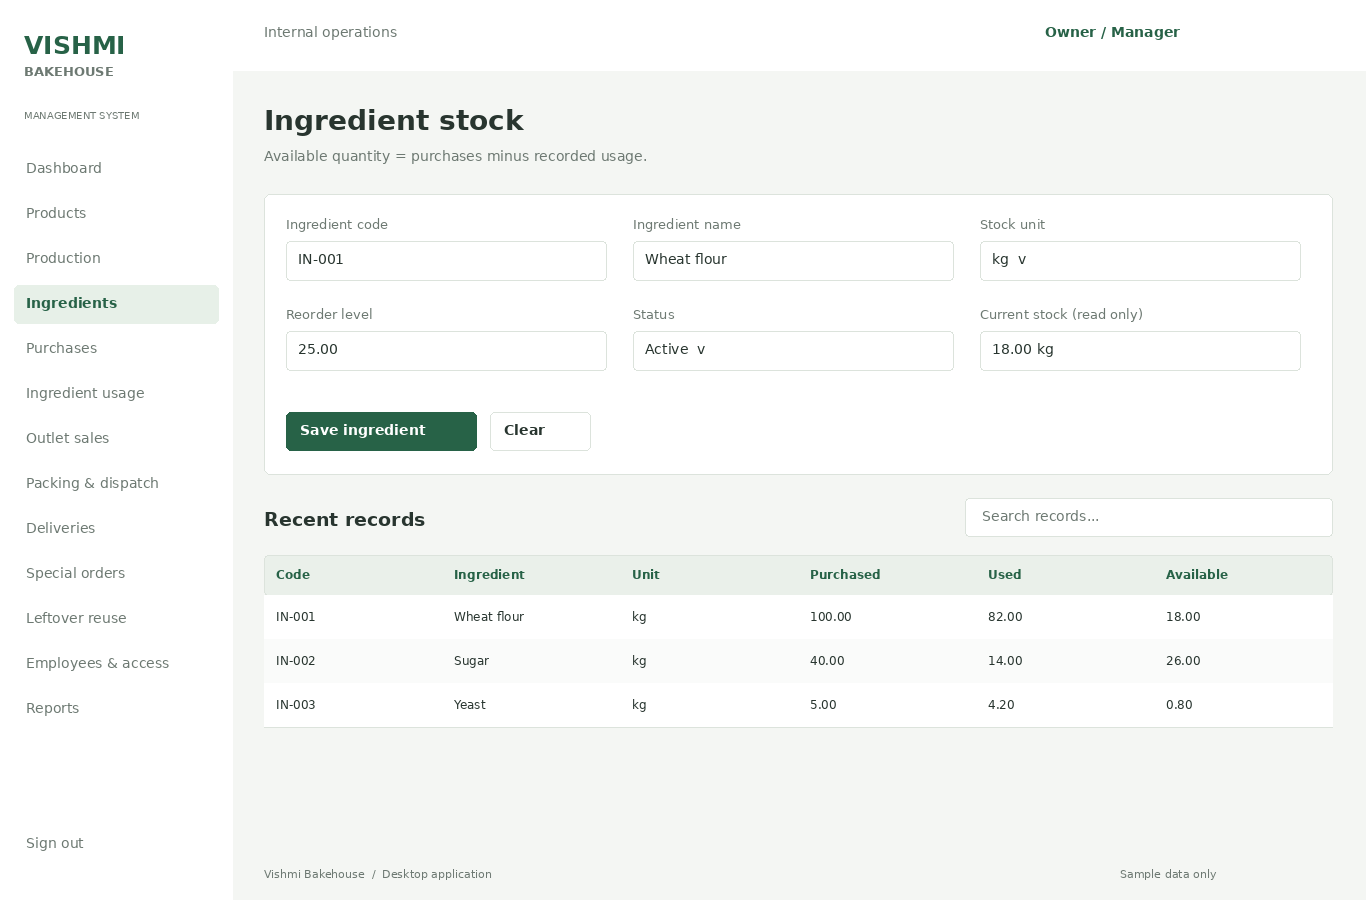 VISHMI
BAKEHOUSE
MANAGEMENT SYSTEM
Dashboard
Products
Production
Ingredients
Purchases
Ingredient usage
Outlet sales
Packing & dispatch
Deliveries
Special orders
Leftover reuse
Employees & access
Reports
Sign out
Internal operations Owner / Manager
Ingredient stock
Available quantity = purchases minus recorded usage.
Ingredient code Ingredient name Stock unit
IN-001 Wheat flour kg v
Reorder level Status Current stock (read only)
25.00 Active v 18.00 kg
Save ingredient Clear
Recent records Search records...
Code Ingredient Unit Purchased Used Available
IN-001 Wheat flour kg 100.00 82.00 18.00
IN-002 Sugar kg 40.00 14.00 26.00
IN-003 Yeast kg 5.00 4.20 0.80
Vishmi Bakehouse / Desktop application Sample data only